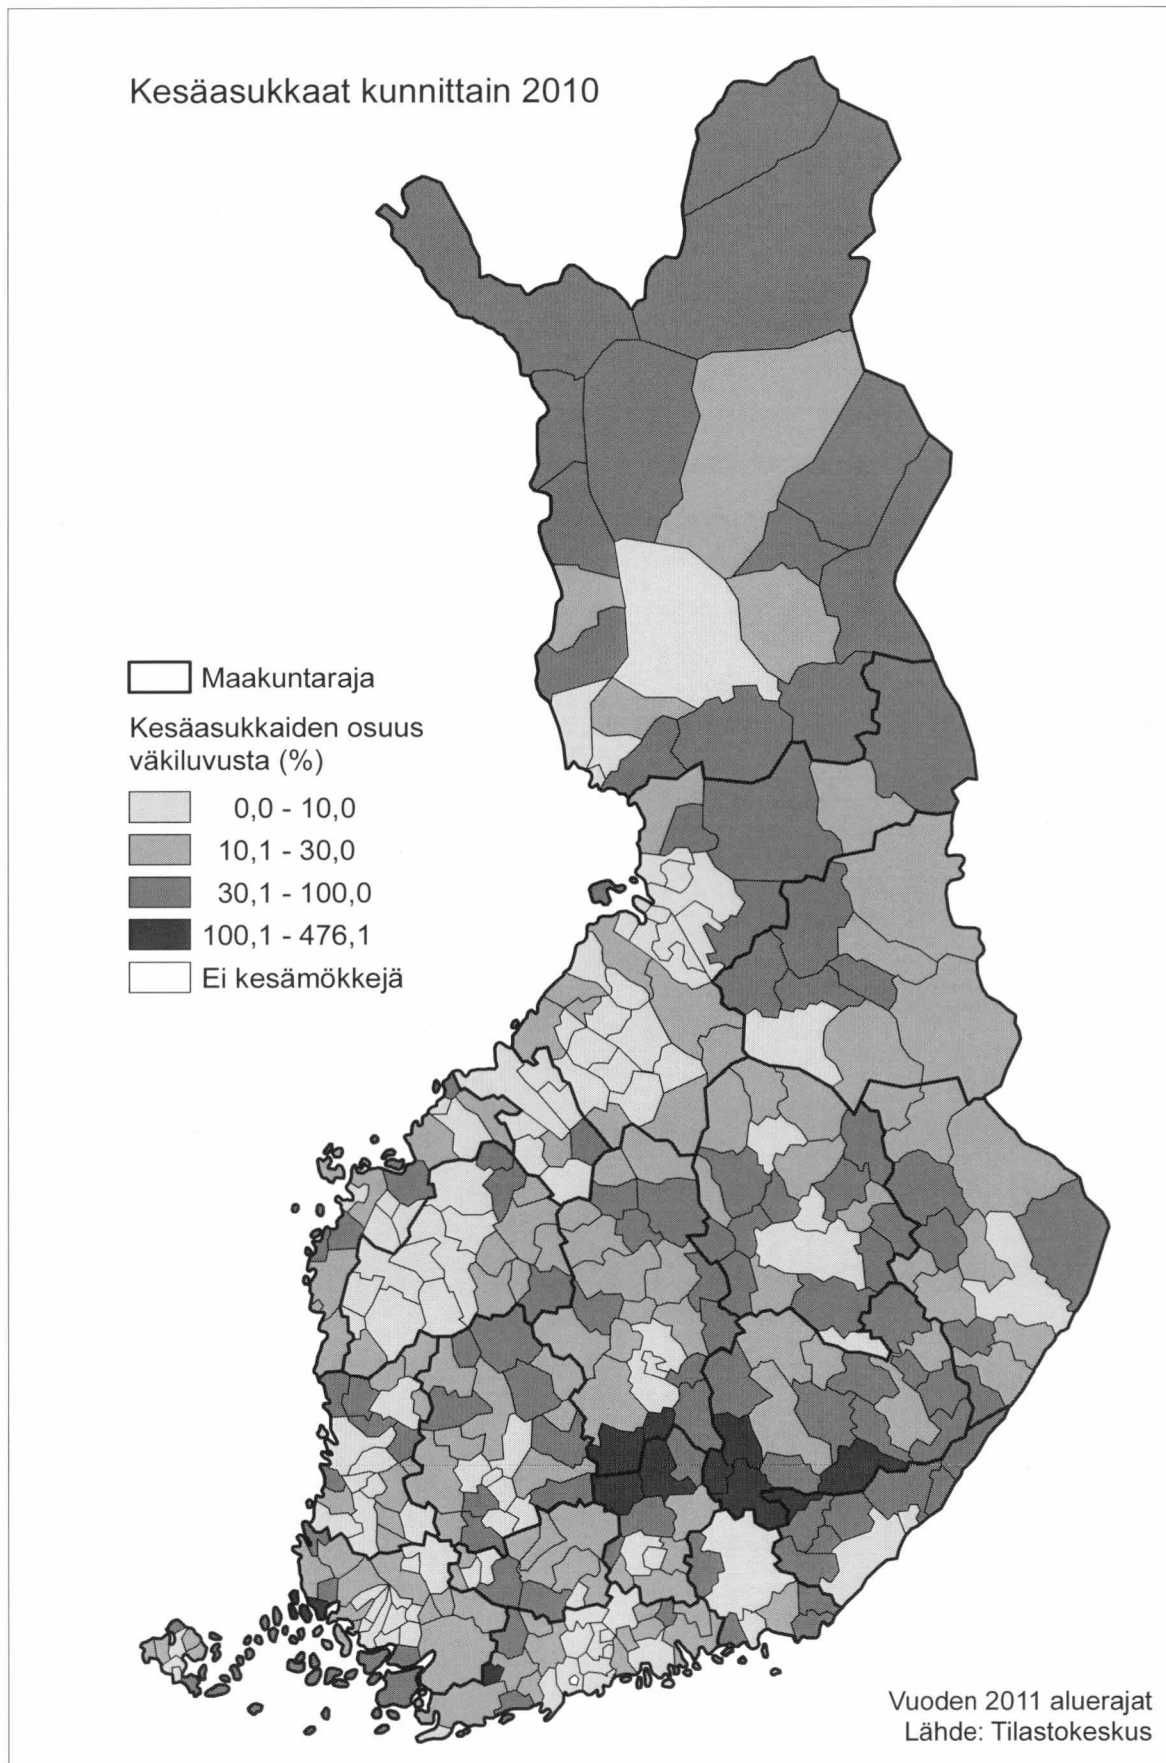 Kesäasukkaat kunnittain 2010
Maakuntaraja
Kesäasukkaiden osuus
väkiluvusta (%)
0,0 - 10,0
10,1 - 30,0
30,1 - 100,0
100,1 - 476,1
Ei kesämökkejä
Vuoden 2011 aluerajat
Lähde: Tilastokeskus